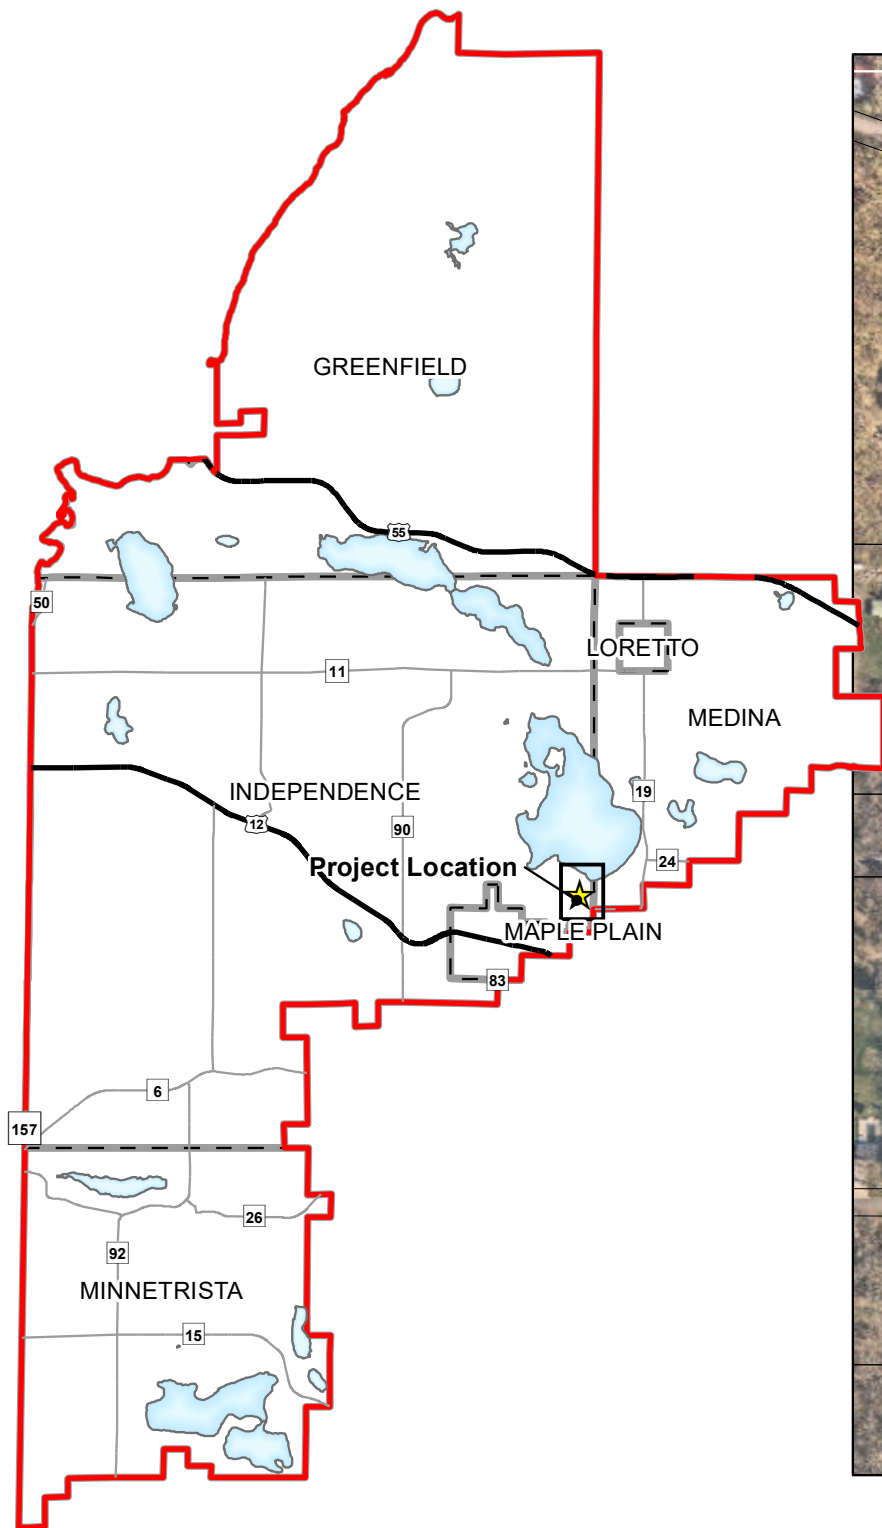 GREENFIELD
55
50
LORETTO
11
MEDINA
INDEPENDENCE
19
12
90
24
Project Location
MAPLE PLAIN
83
6
157
26
92
MINNETRISTA
15